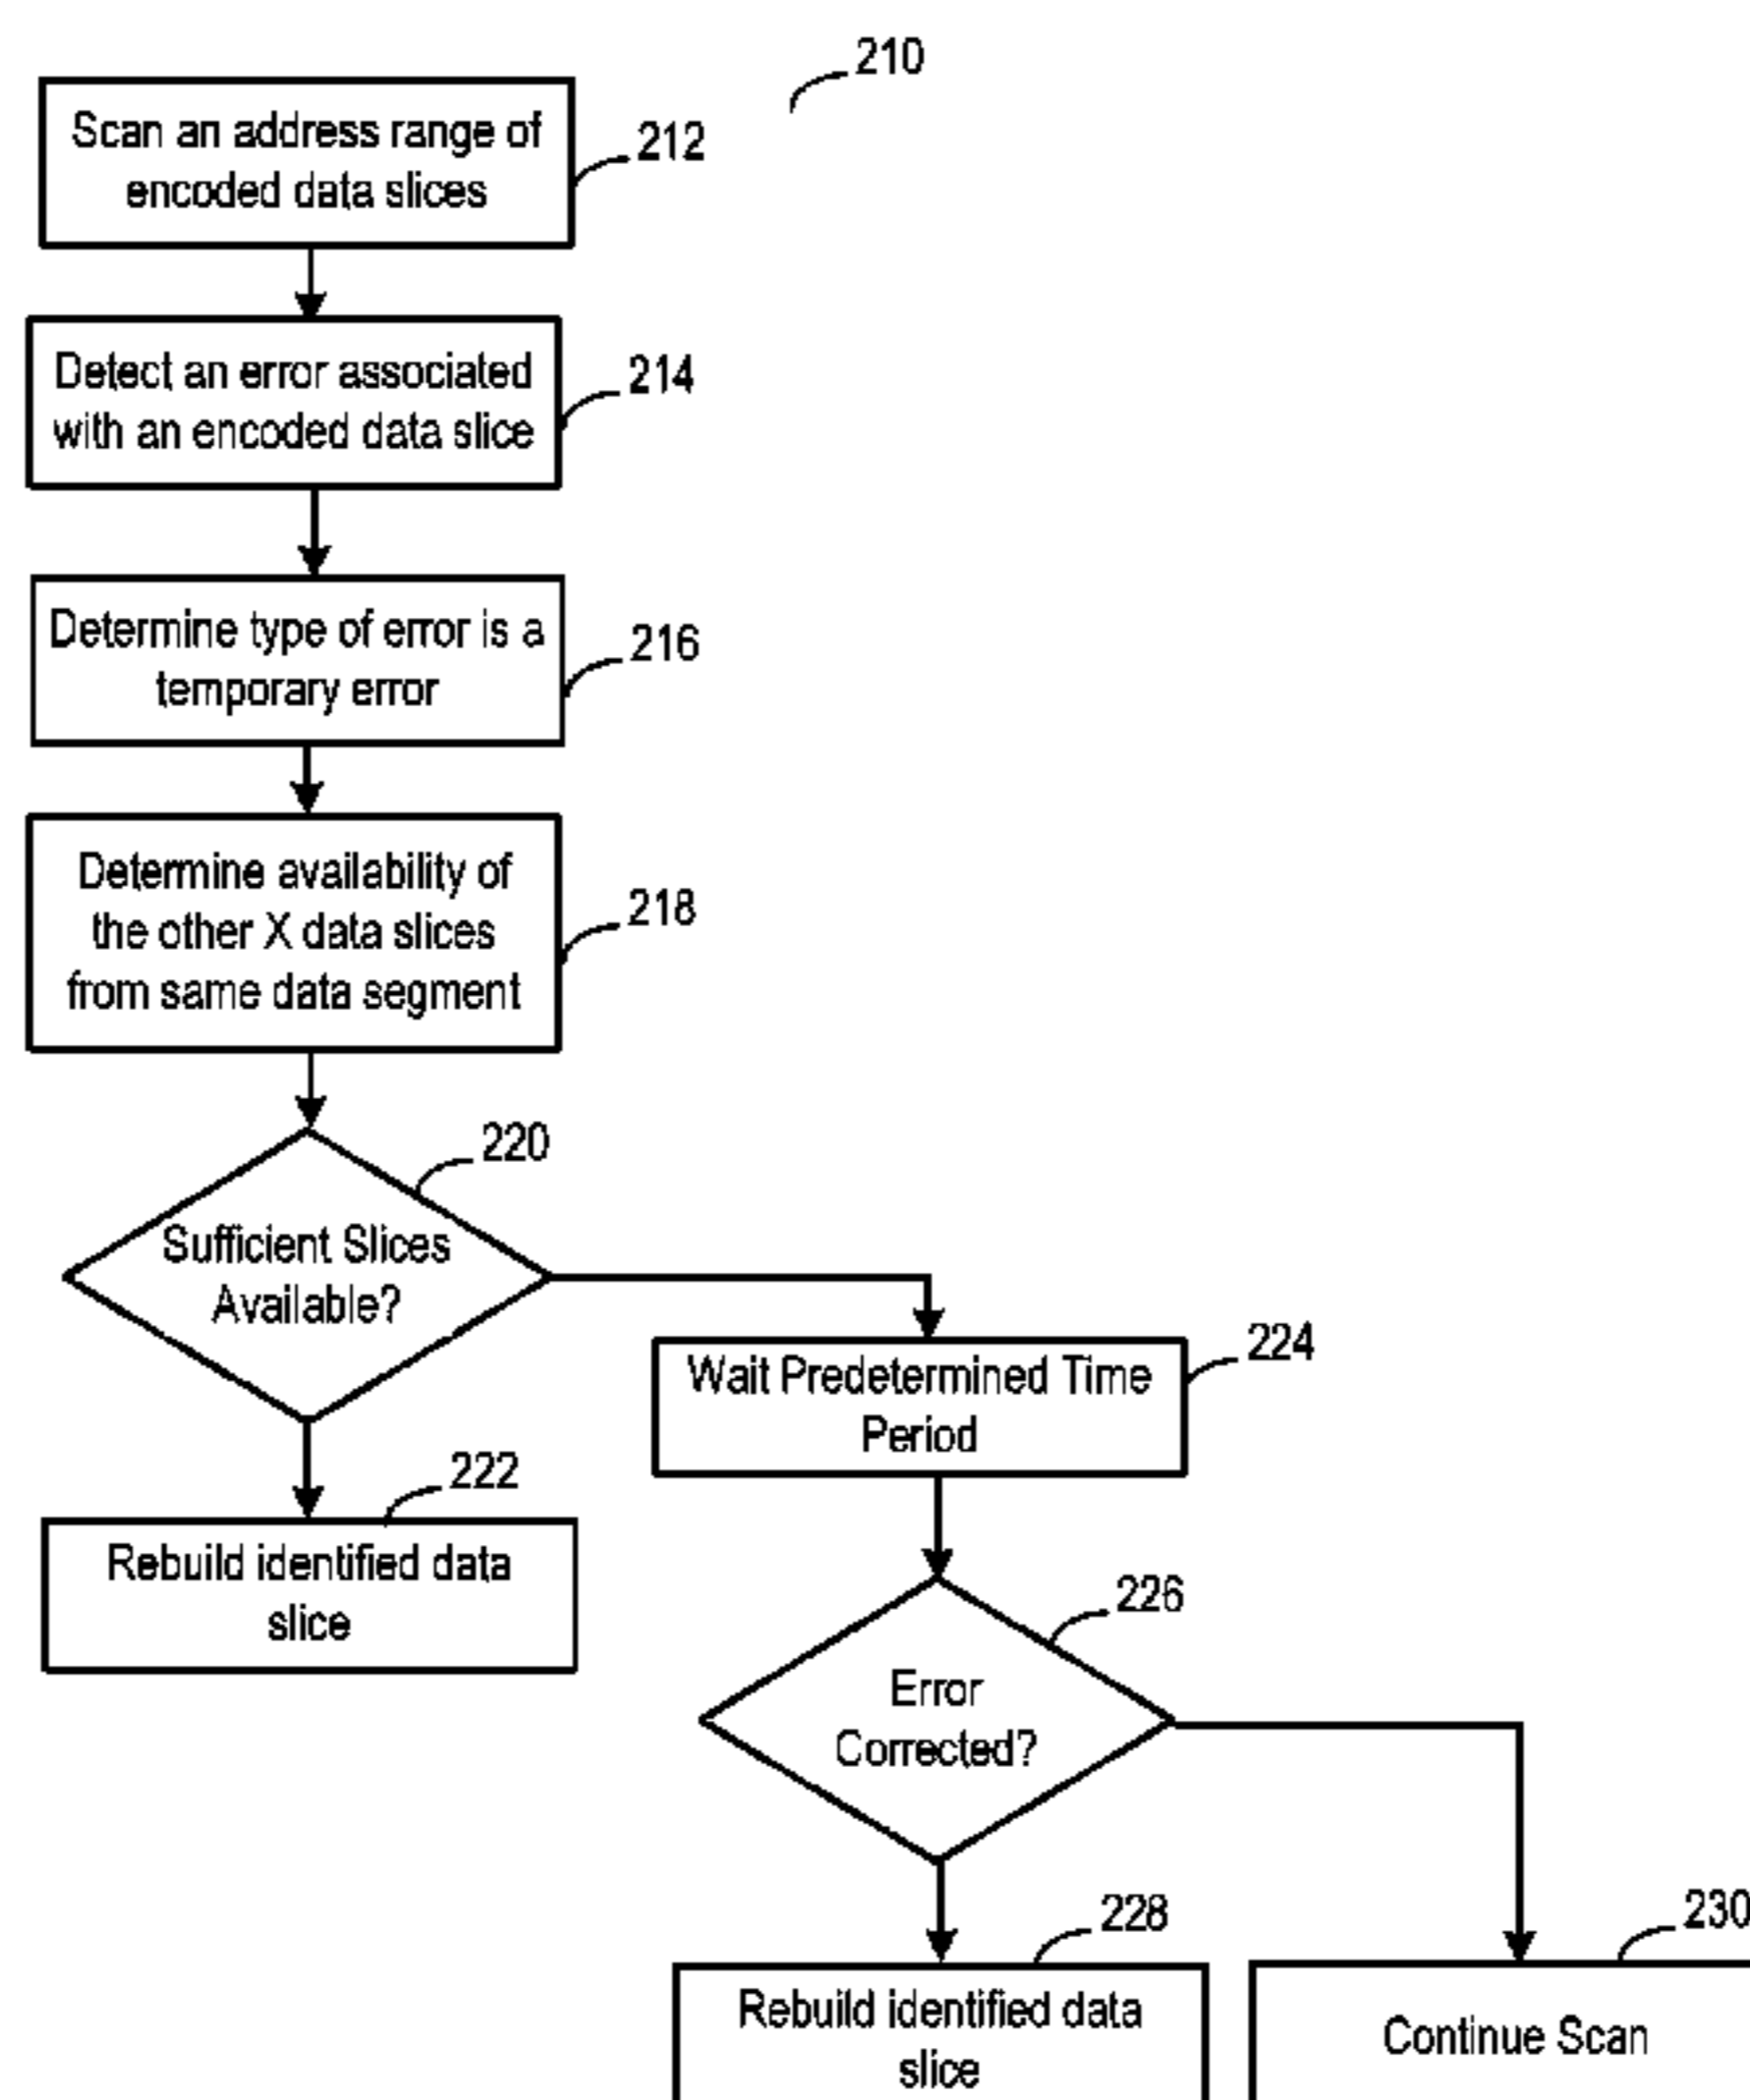 210
Scan an address range of
encoded data slices
212
Detect an error associated
with an encoded data slice
214
Determine type of error is a
temporary error
216
Determine availability of
the other X data slices
from same data segment
218
220
Sufficient Slices
Available?
224
Wait Predetermined Time
Period
222
Rebuild identified data
slice
226
Error
Corrected?
228
Rebuild identified data
slice
230
Continue Scan